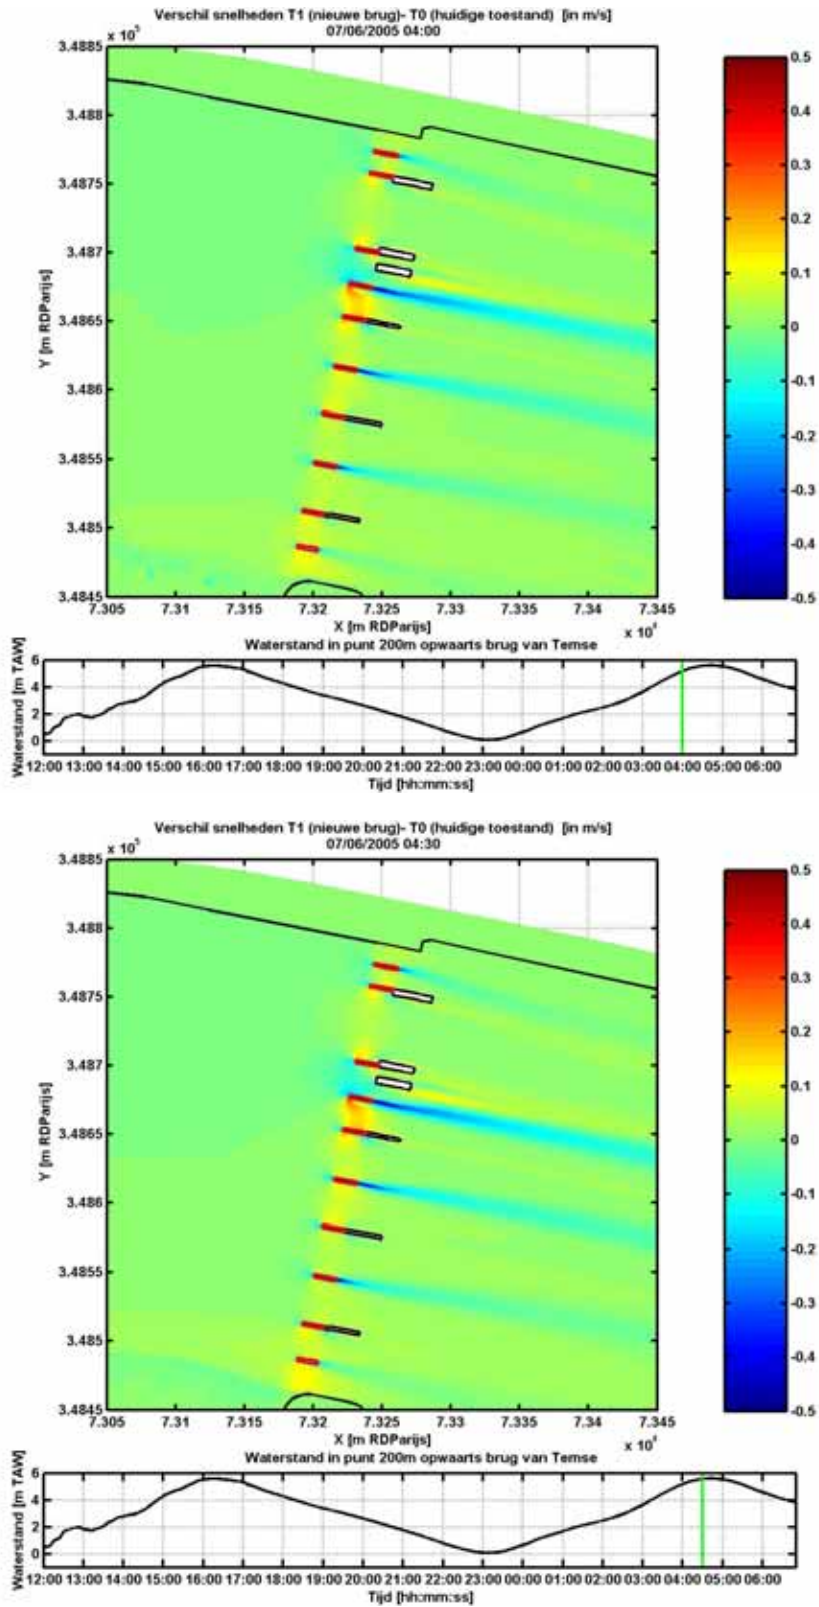 Verschil snelheden T1 (nieuwe brug)- T0 (huidige toestand) [in m/s]
07/06/2005 04:00
x 10⁵
3.4885
3.488
3.4875
3.487
3.4865
3.486
3.4855
3.485
3.4845
Y [m RDParijs]
7.305 7.31 7.315 7.32 7.325 7.33 7.335 7.34 7.345
X [m RDParijs]
0.5
0.4
0.3
0.2
0.1
0
-0.1
-0.2
-0.3
-0.4
-0.5
Waterstand in punt 200m opwaarts brug van Temse
Waterstand [m TAW]
6
4
2
0
12:00 13:00 14:00 15:00 16:00 17:00 18:00 19:00 20:00 21:00 22:00 23:00 00:00 01:00 02:00 03:00 04:00 05:00 06:00
Tijd [hh:mm:ss]
Verschil snelheden T1 (nieuwe brug)- T0 (huidige toestand) [in m/s]
07/06/2005 04:30
x 10⁵
3.4885
3.488
3.4875
3.487
3.4865
3.486
3.4855
3.485
3.4845
Y [m RDParijs]
7.305 7.31 7.315 7.32 7.325 7.33 7.335 7.34 7.345
X [m RDParijs]
0.5
0.4
0.3
0.2
0.1
0
-0.1
-0.2
-0.3
-0.4
-0.5
Waterstand in punt 200m opwaarts brug van Temse
Waterstand [m TAW]
6
4
2
0
12:00 13:00 14:00 15:00 16:00 17:00 18:00 19:00 20:00 21:00 22:00 23:00 00:00 01:00 02:00 03:00 04:00 05:00 06:00
Tijd [hh:mm:ss]